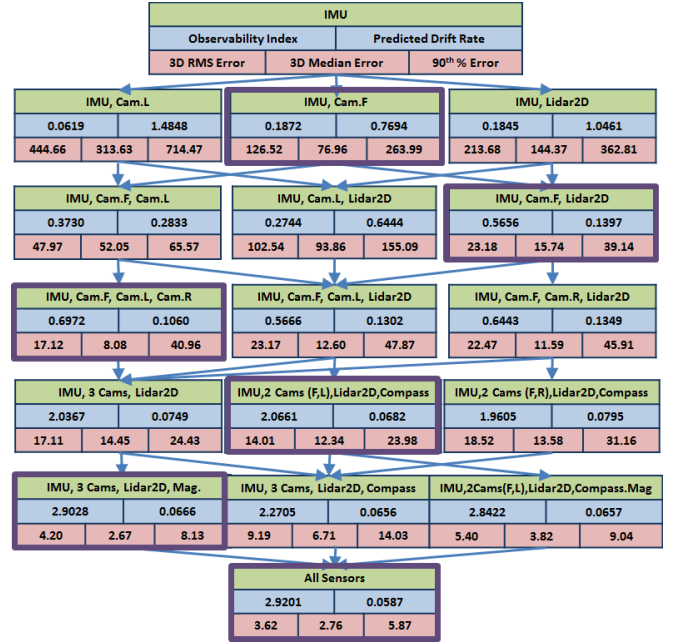 IMU
Observability Index Predicted Drift Rate
3D RMS Error 3D Median Error 90th % Error
IMU, Cam.L IMU, Cam.F IMU, Lidar2D
0.0619 1.4848 0.1872 0.7694 0.1845 1.0461
444.66 313.63 714.47 126.52 76.96 263.99 213.68 144.37 362.81
IMU, Cam.F, Cam.L IMU, Cam.L, Lidar2D IMU, Cam.F, Lidar2D
0.3730 0.2833 0.2744 0.6444 0.5656 0.1397
47.97 52.05 65.57 102.54 93.86 155.09 23.18 15.74 39.14
IMU, Cam.F, Cam.L, Cam.R IMU, Cam.F, Cam.L, Lidar2D IMU, Cam.F, Cam.R, Lidar2D
0.6972 0.1060 0.5666 0.1302 0.6443 0.1349
17.12 8.08 40.96 23.17 12.60 47.87 22.47 11.59 45.91
IMU, 3 Cams, Lidar2D IMU,2 Cams (F,L),Lidar2D,Compass IMU,2 Cams (F,R),Lidar2D,Compass
2.0367 0.0749 2.0661 0.0682 1.9605 0.0795
17.11 14.45 24.43 14.01 12.34 23.98 18.52 13.58 31.16
IMU, 3 Cams, Lidar2D, Mag. IMU, 3 Cams, Lidar2D, Compass IMU,2Cams(F,L),Lidar2D,Compass.Mag
2.9028 0.0666 2.2705 0.0656 2.8422 0.0657
4.20 2.67 8.13 9.19 6.71 14.03 5.40 3.82 9.04
All Sensors
2.9201 0.0587
3.62 2.76 5.87